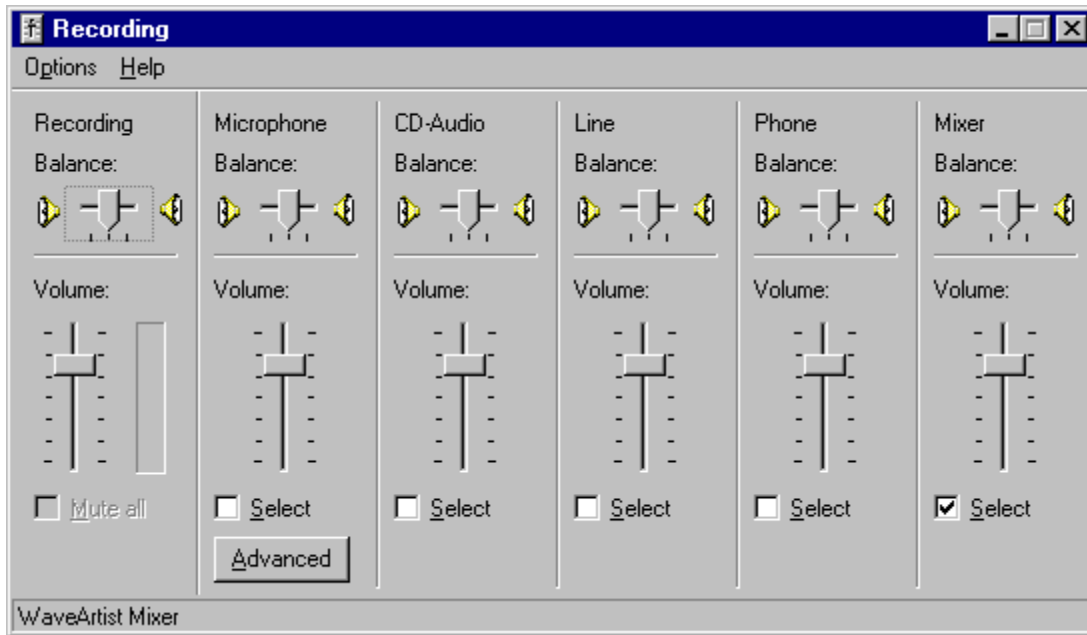 Recording
Options Help
Recording Microphone CD-Audio Line Phone Mixer
Balance: Balance: Balance: Balance: Balance: Balance:
Volume: Volume: Volume: Volume: Volume: Volume:
Mute all Select Select Select Select Select
Advanced
WaveArtist Mixer